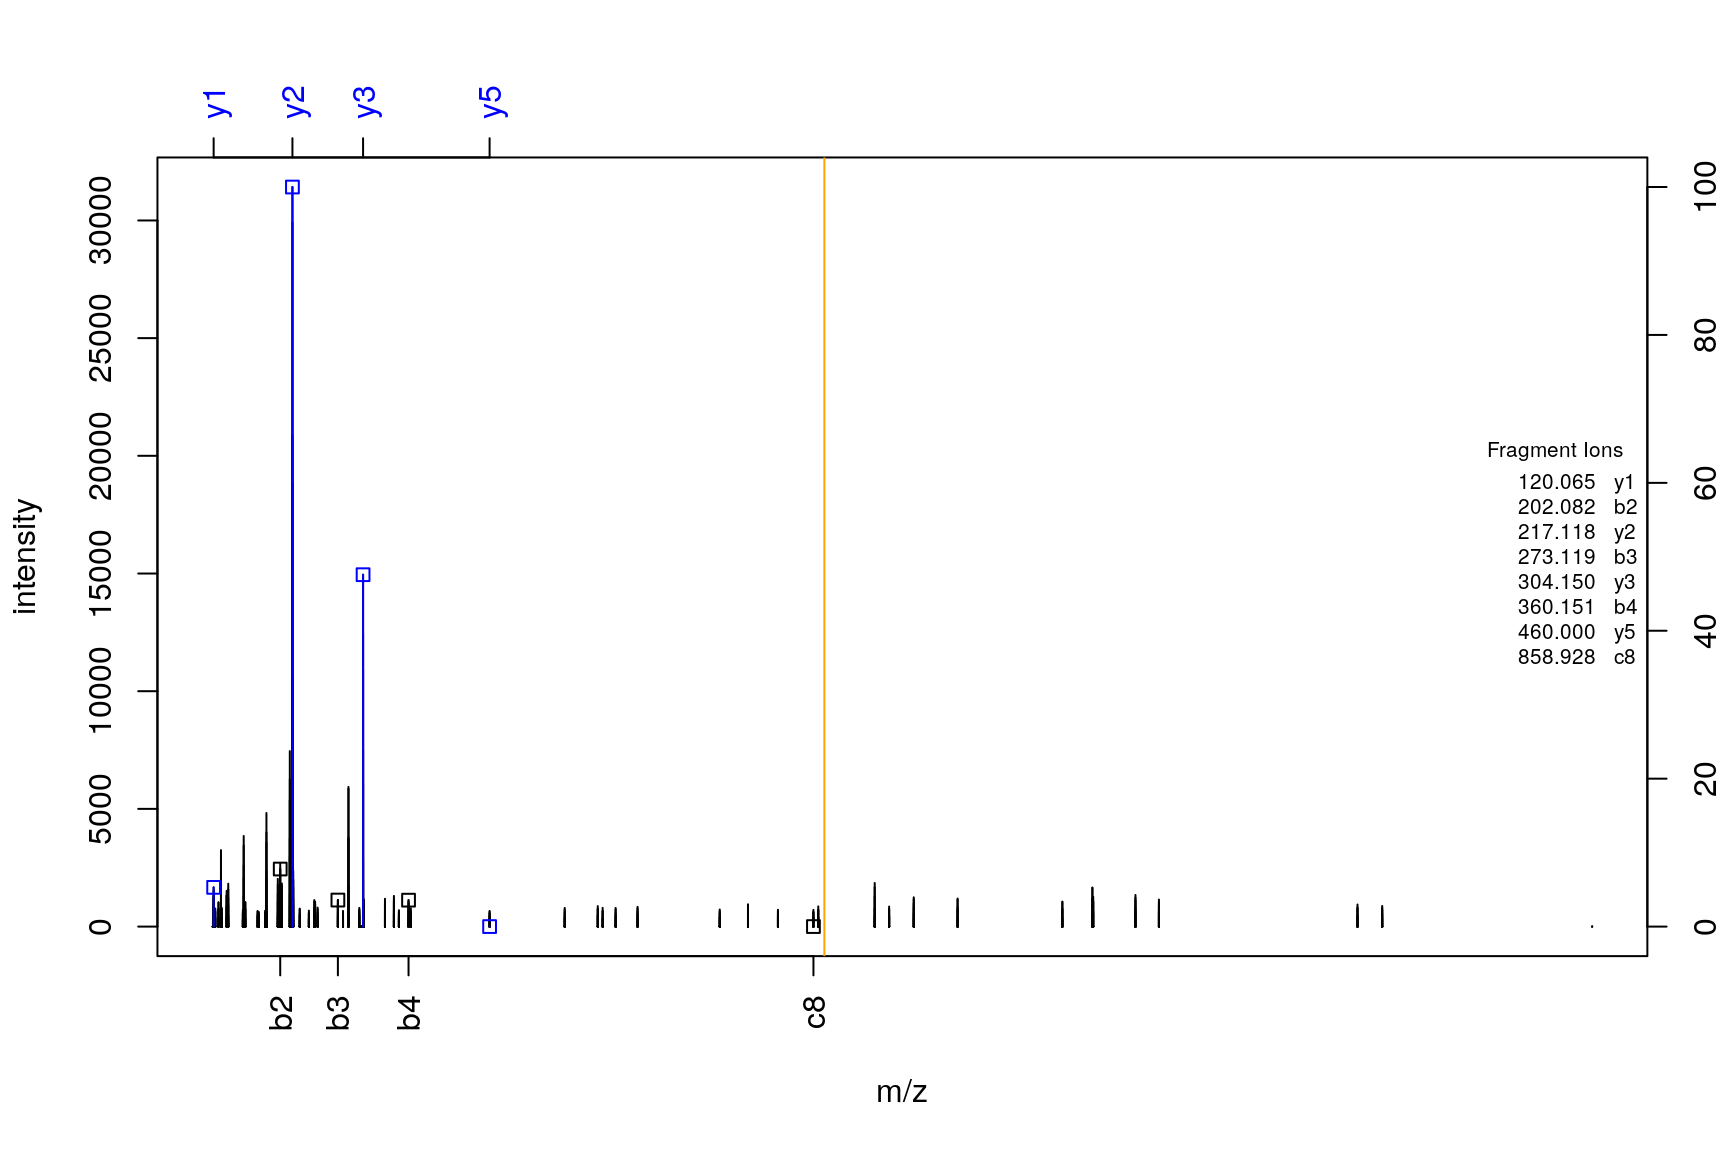 y1 y2 y3 y5
30000 100
25000 80
20000 60
15000 40
10000 20
5000
0 0
intensity
Fragment Ions
120.065 y1
202.082 b2
217.118 y2
273.119 b3
304.150 y3
360.151 b4
460.000 y5
858.928 c8
b2 b3 b4 c8
m/z